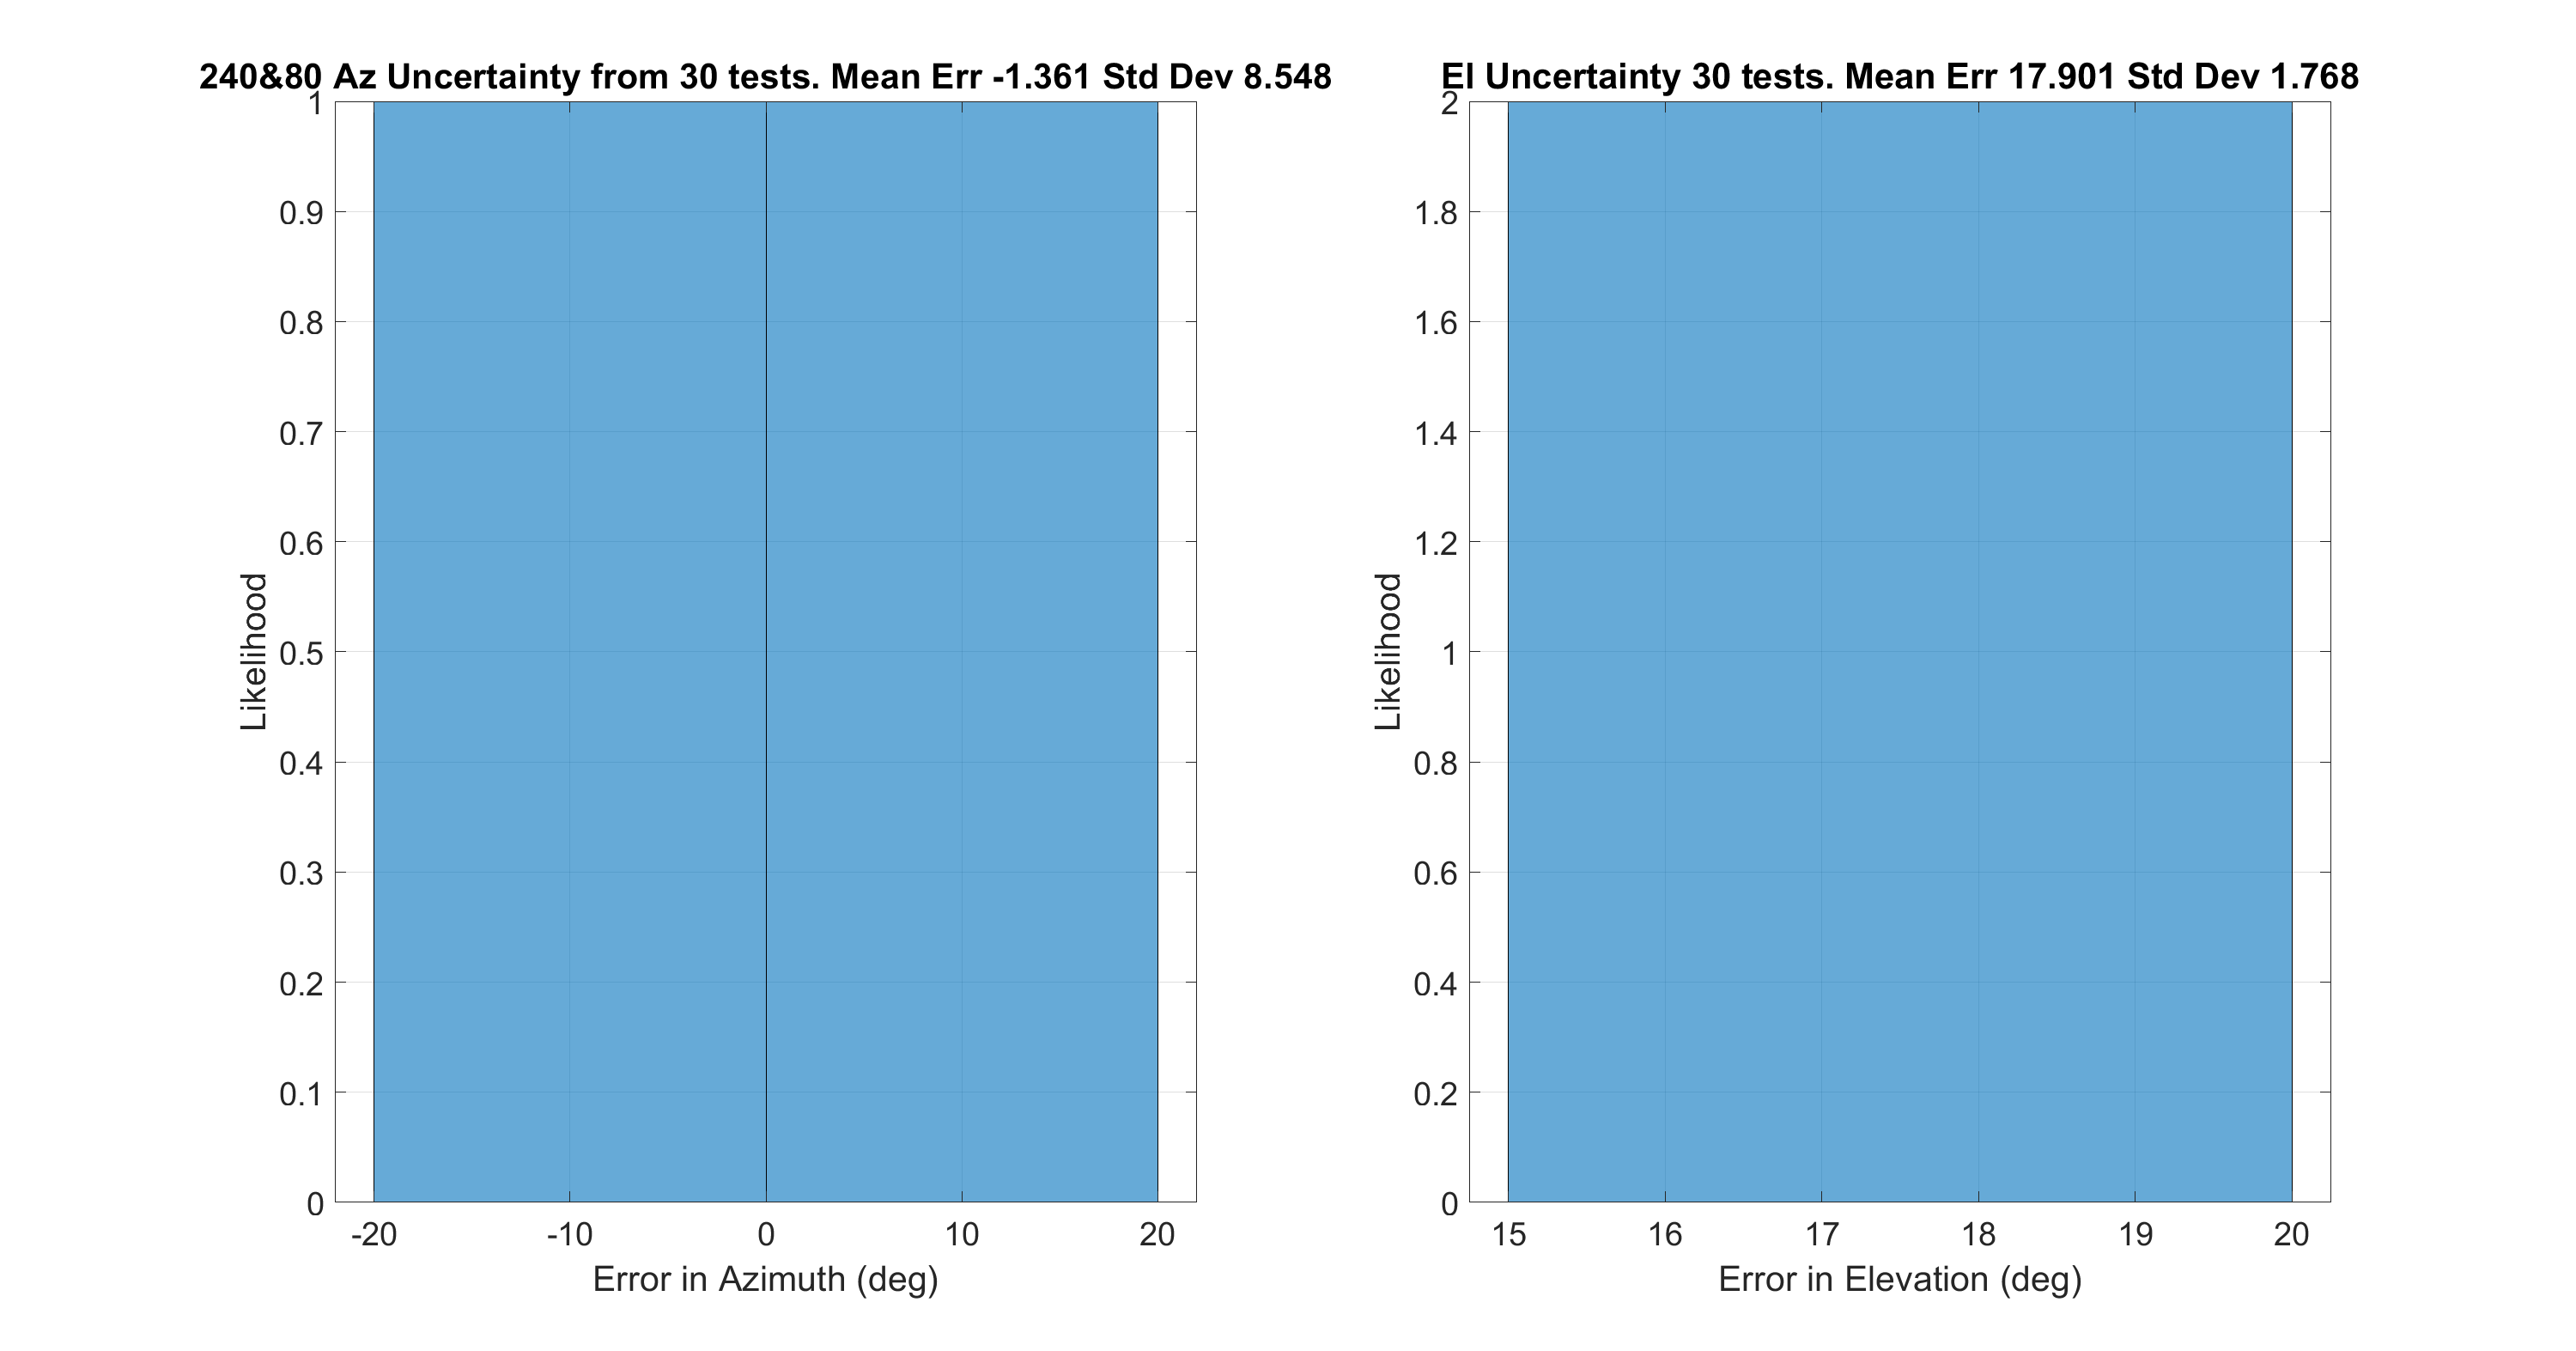 240&80 Az Uncertainty from 30 tests. Mean Err -1.361 Std Dev 8.548
1
0.9
0.8
0.7
0.6
0.5
0.4
0.3
0.2
0.1
0
Likelihood
-20 -10 0 10 20
Error in Azimuth (deg)
El Uncertainty 30 tests. Mean Err 17.901 Std Dev 1.768
2
1.8
1.6
1.4
1.2
1
0.8
0.6
0.4
0.2
0
Likelihood
15 16 17 18 19 20
Error in Elevation (deg)